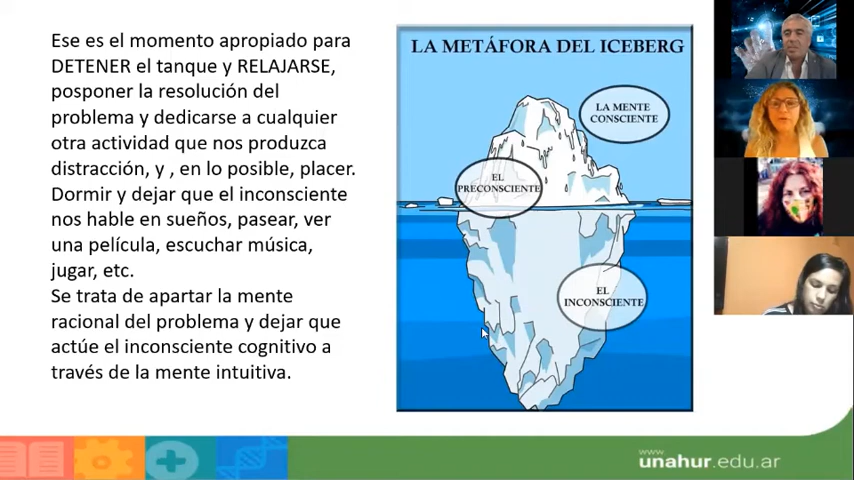 Ese es el momento apropiado para
DETENER el tanque y RELAJARSE,
posponer la resolución del
problema y dedicarse a cualquier
otra actividad que nos produzca
distracción, y , en lo posible, placer.
Dormir y dejar que el inconsciente
nos hable en sueños, pasear, ver
una película, escuchar música,
jugar, etc.
Se trata de apartar la mente
racional del problema y dejar que
actúe el inconsciente cognitivo a
través de la mente intuitiva.
LA METÁFORA DEL ICEBERG
LA MENTE
CONSCIENTE
EL
PRECONSCIENTE
EL
INCONSCIENTE
www
unahur.edu.ar